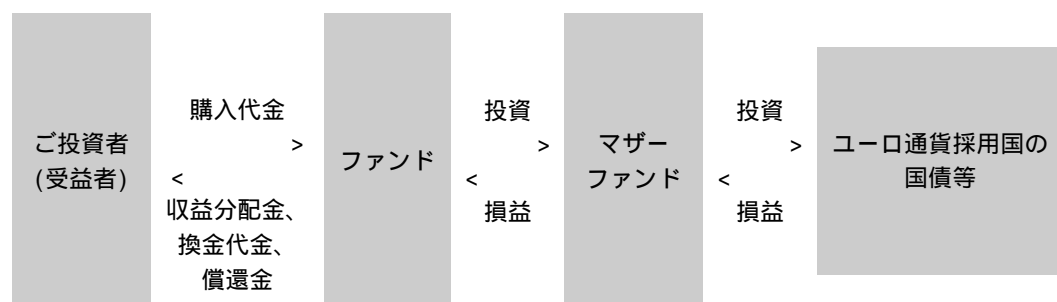 ご投資者
(受益者)
購入代金
>
<
収益分配金、
換金代金、
償還金
ファンド
投資
>
<
損益
マザー
ファンド
投資
>
<
損益
ユーロ通貨採用国の
国債等